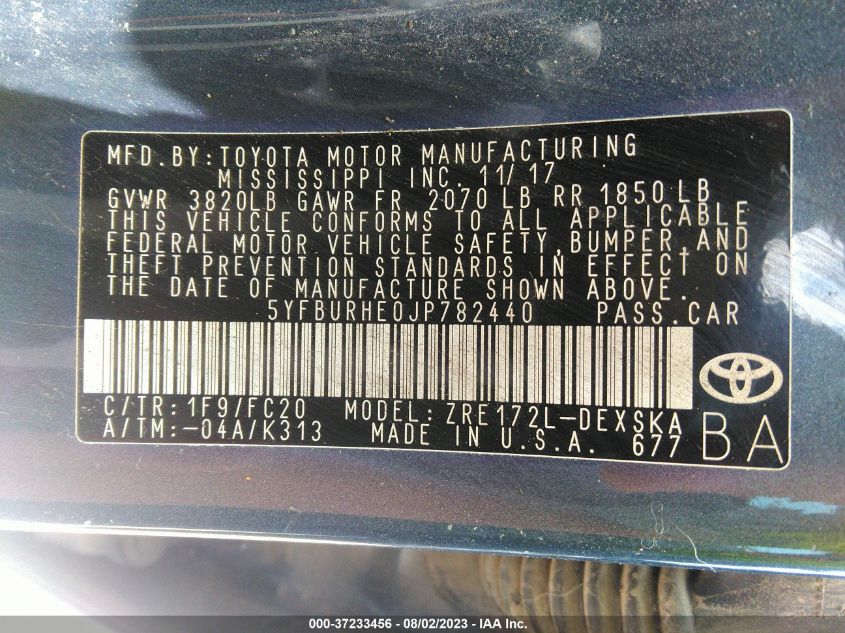 MFD.BY:TOYOTA MOTOR MANUFACTURING
MISSISSIPPI INC. 11/17
GVWR 3820LB GAWR FR 2070 LB RR 1850 LB
THIS VEHICLE CONFORMS TO ALL APPLICABLE
FEDERAL MOTOR VEHICLE SAFETY,BUMPER,AND
THEFT PREVENTION STANDARDS IN EFFECT ON
THE DATE OF MANUFACTURE SHOWN ABOVE.
5YFBURHE0JP782440 PASS.CAR
C/TR:1F9/FC20 MODEL:ZRE172L-DEXSKA
A/TM:-04A/K313 MADE IN U.S.A. 677
BA
000-37233456 - 08/02/2023 - IAA Inc.